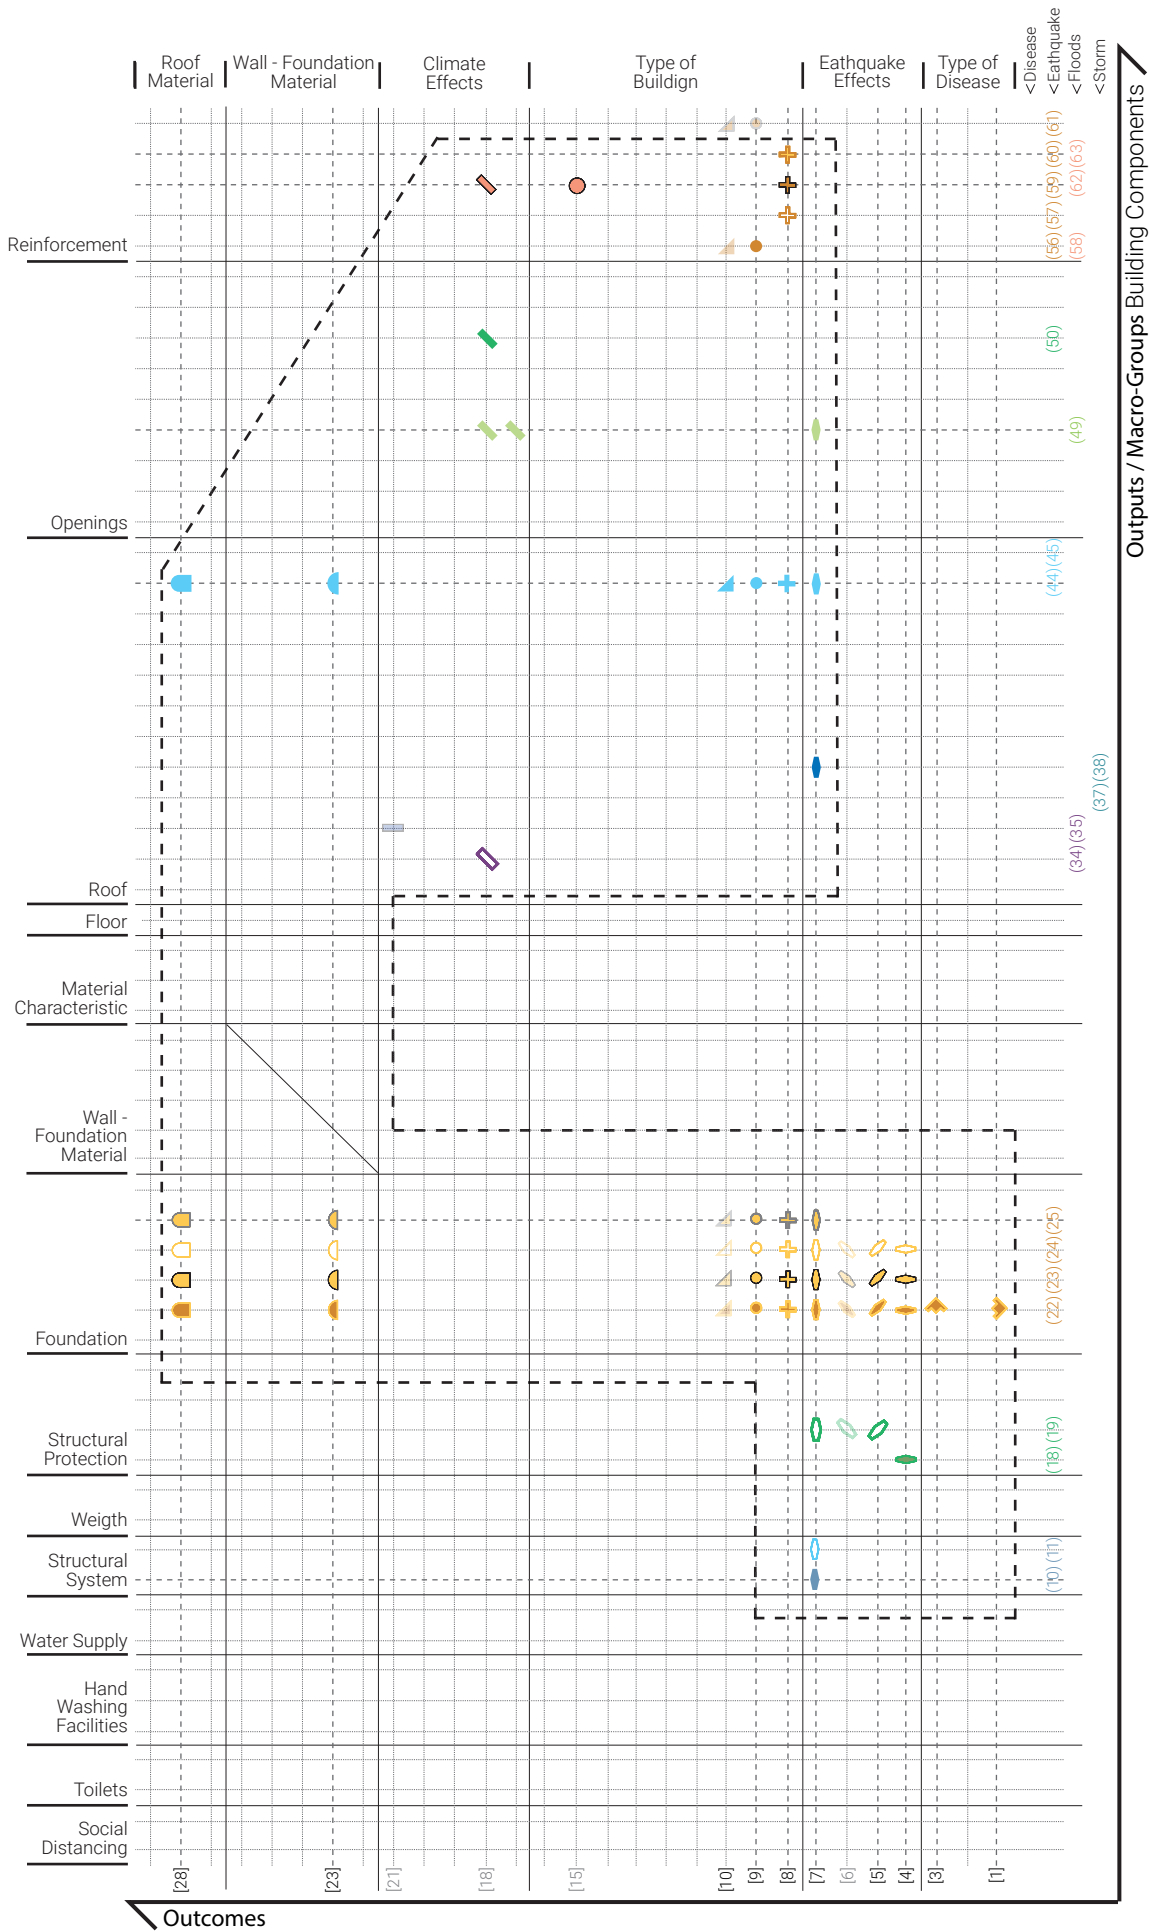 Roof
Material
Wall - Foundation
Material
Climate
Effects
Type of
Buildign
Eathquake
Effects
Type of
Disease
<Disease
<Eathquake
<Floods
<Storm
Outputs / Macro-Groups Building Components
Reinforcement
(56)(57)(59)(60)(61)
(58)
(62)(63)
(50)
(49)
Openings
(44)(45)
(37)(38)
(34)(35)
Roof
Floor
Material
Characteristic
Wall -
Foundation
Material
(22)(23)(24)(25)
Foundation
Structural
Protection
(18)(19)
Weigth
Structural
System
(10)(11)
Water Supply
Hand
Washing
Facilities
Toilets
Social
Distancing
[28]
[23]
[21]
[18]
[15]
[10]
[9]
[8]
[7]
[6]
[5]
[4]
[3]
[1]
Outcomes